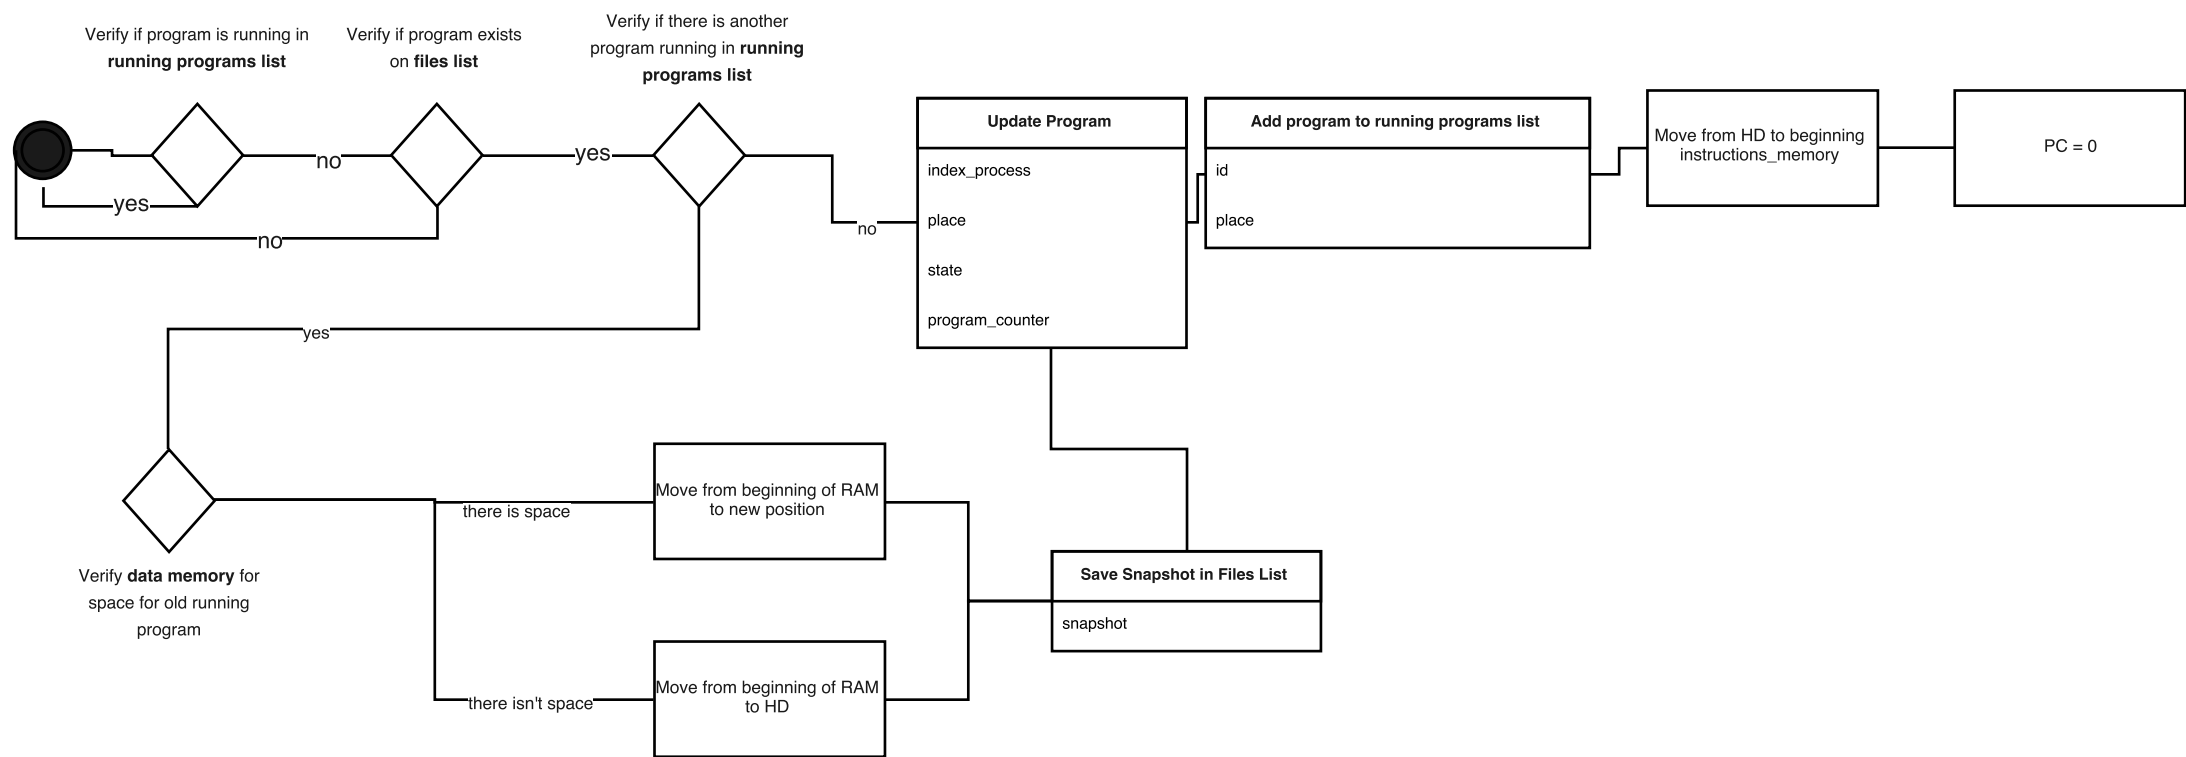 Verify if program is running in
running programs list
Verify if program exists
on files list
Verify if there is another
program running in running
programs list
no
yes
yes
no
no
Update Program
index_process
place
state
program_counter
Add program to running programs list
id
place
Move from HD to beginning
instructions_memory
PC = 0
yes
Verify data memory for
space for old running
program
there is space
Move from beginning of RAM
to new position
there isn't space
Move from beginning of RAM
to HD
Save Snapshot in Files List
snapshot